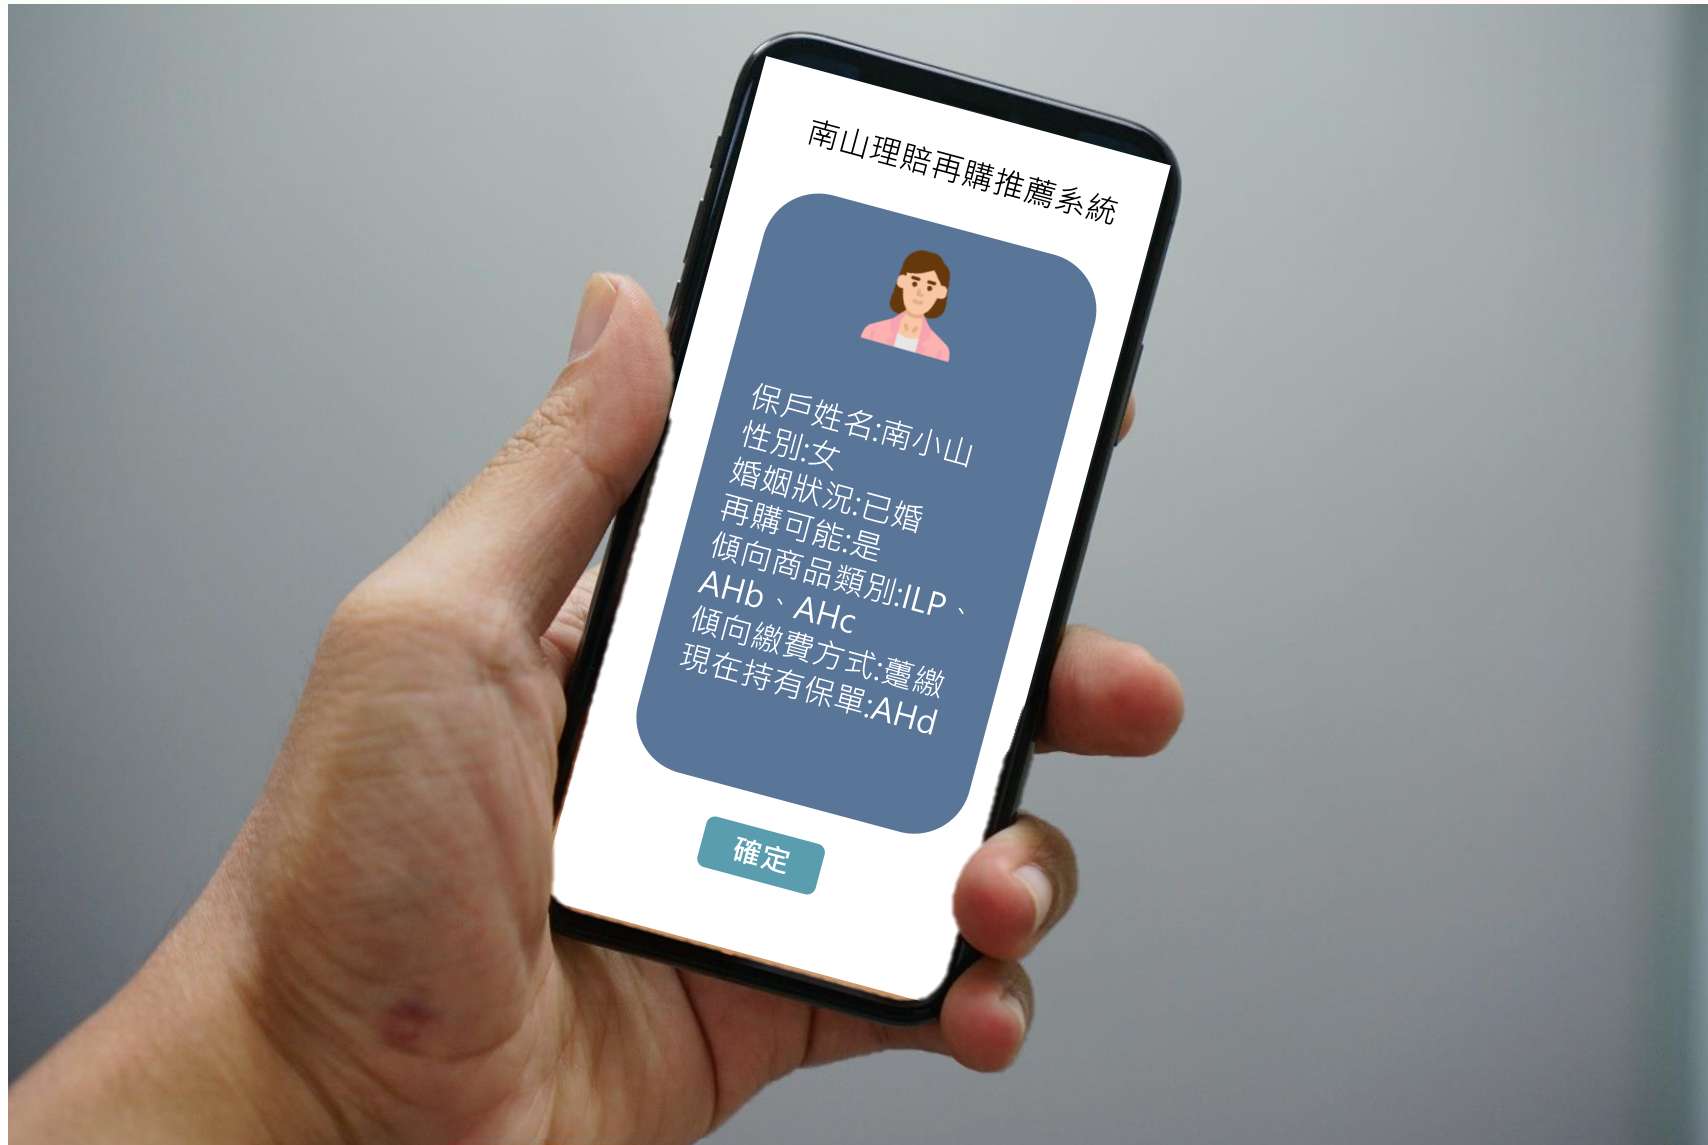 南山理賠再購推薦系統
保戶姓名:南小山
性別:女
婚姻狀況:已婚
再購可能:是
傾向商品類別:ILP、
AHb、AHc
傾向繳費方式:躉繳
現在持有保單:AHd
確定